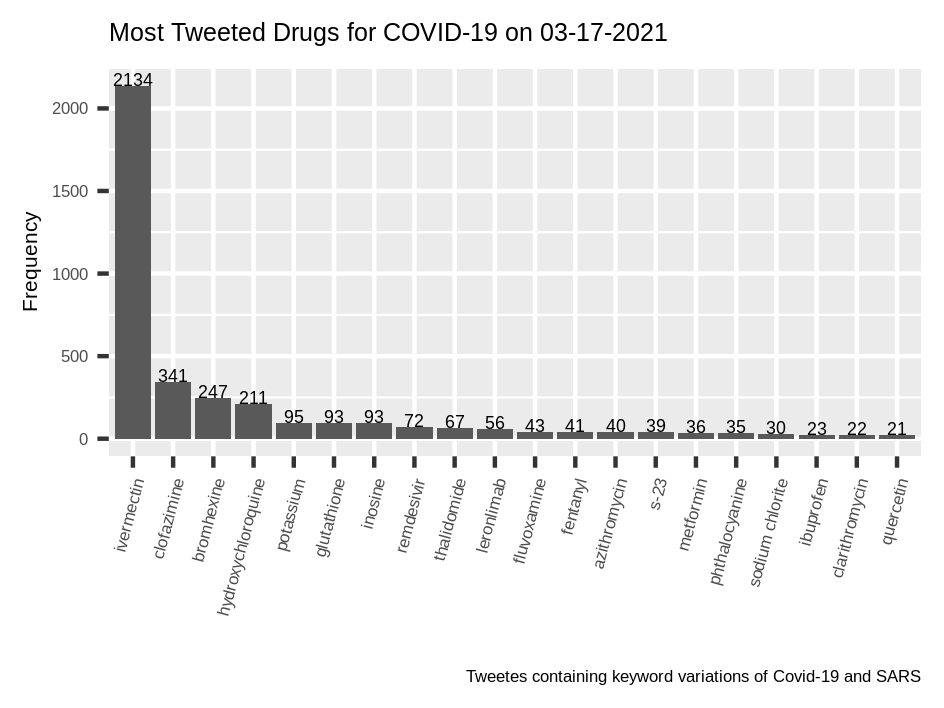 Most Tweeted Drugs for COVID-19 on 03-17-2021
Frequency
2000
1500
1000
500
0
2134
341
247
211
95
93
93
72
67
56
43
41
40
39
36
35
30
23
22
21
ivermectin
clofazimine
bromhexine
hydroxychloroquine
potassium
glutathione
inosine
remdesivir
thalidomide
leronlimab
fluvoxamine
fentanyl
azithromycin
s-23
metformin
phthalocyanine
sodium chlorite
ibuprofen
clarithromycin
quercetin
Tweetes containing keyword variations of Covid-19 and SARS